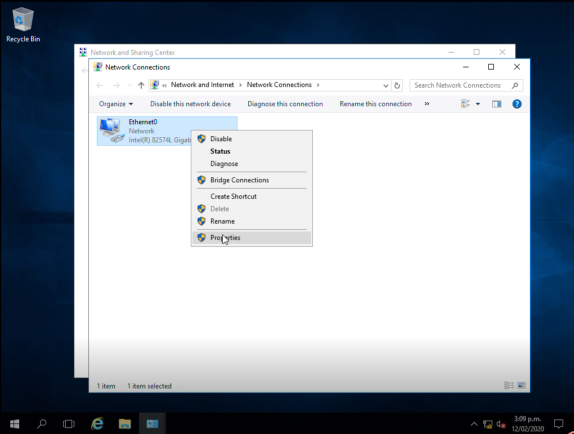 Recycle Bin
Network and Sharing Center
Network Connections
« Network and Internet › Network Connections ›
Search Network Connections
Organize
Disable this network device
Diagnose this connection
Rename this connection
»
Ethernet0
Network
Intel(R) 82574L Gigab
Disable
Status
Diagnose
Bridge Connections
Create Shortcut
Delete
Rename
Properties
1 item
1 item selected
3:09 p.m.
12/02/2020